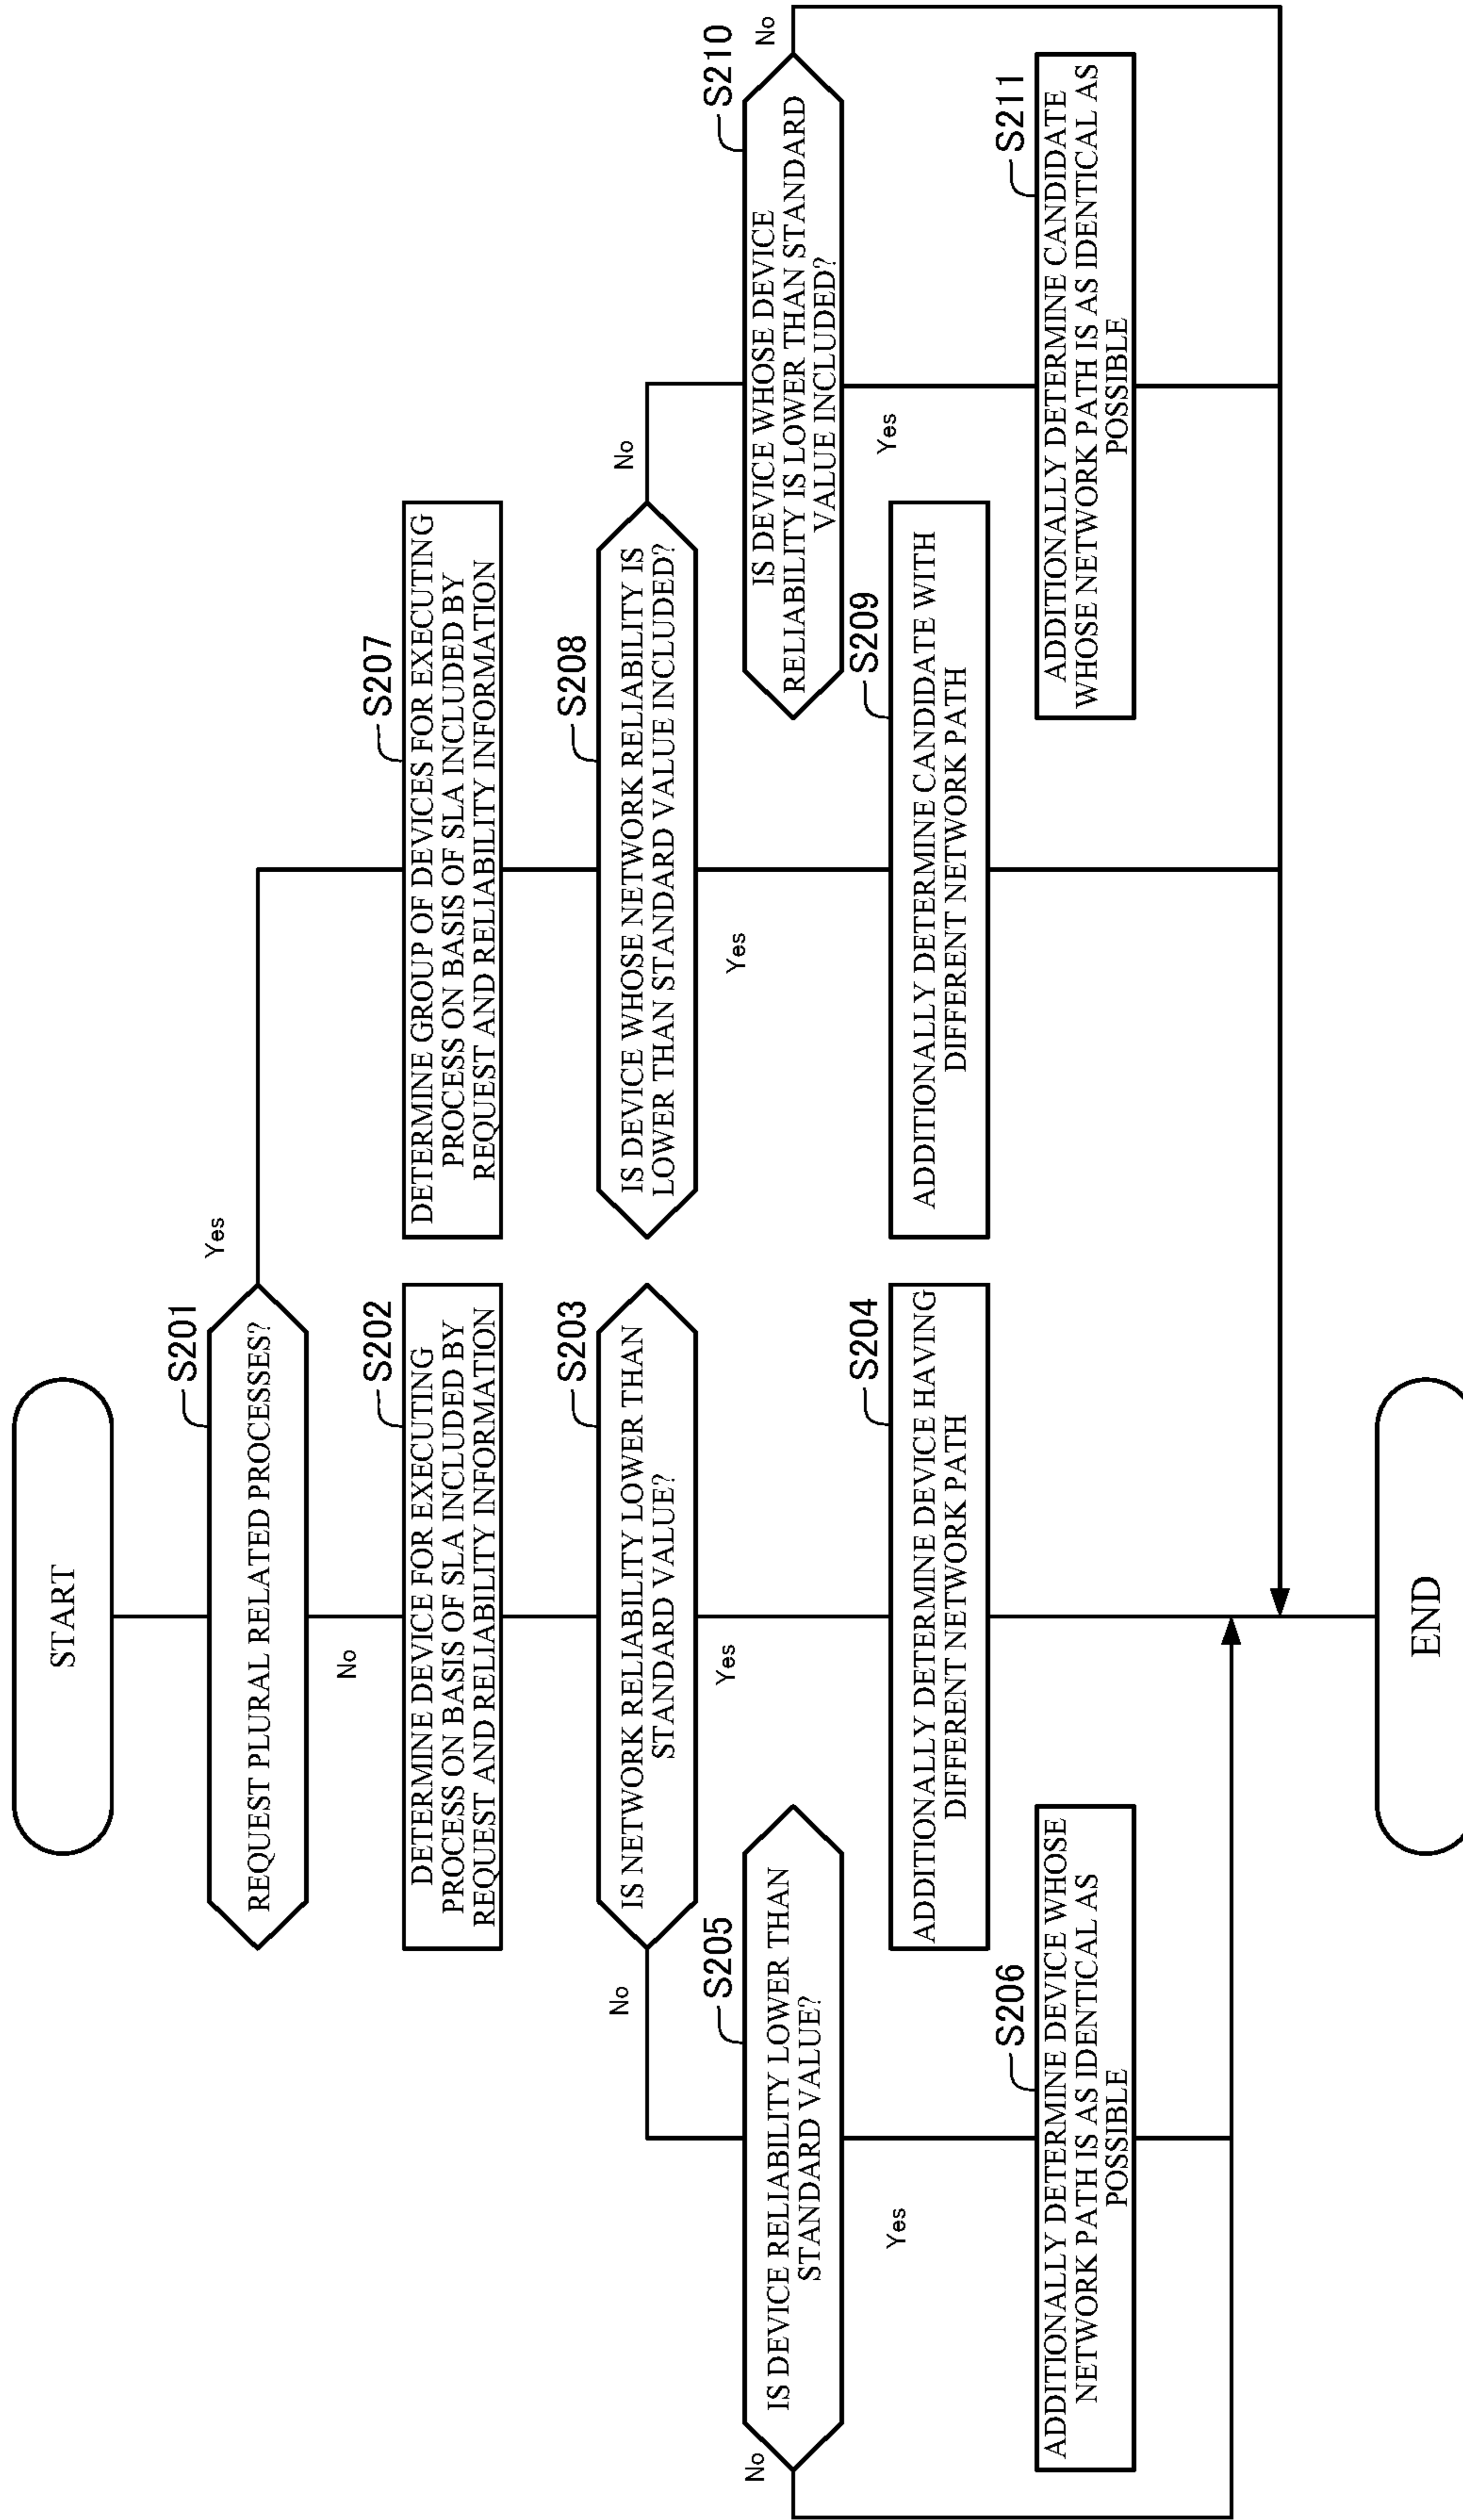 START
S201
REQUEST PLURAL RELATED PROCESSES?
Yes
No
S202
DETERMINE DEVICE FOR EXECUTING
PROCESS ON BASIS OF SLA INCLUDED BY
REQUEST AND RELIABILITY INFORMATION
S203
IS NETWORK RELIABILITY LOWER THAN
STANDARD VALUE?
No
Yes
S204
ADDITIONALLY DETERMINE DEVICE HAVING
DIFFERENT NETWORK PATH
S205
IS DEVICE RELIABILITY LOWER THAN
STANDARD VALUE?
No
Yes
S206
ADDITIONALLY DETERMINE DEVICE WHOSE
NETWORK PATH IS AS IDENTICAL AS
POSSIBLE
S207
DETERMINE GROUP OF DEVICES FOR EXECUTING
PROCESS ON BASIS OF SLA INCLUDED BY
REQUEST AND RELIABILITY INFORMATION
S208
IS DEVICE WHOSE NETWORK RELIABILITY IS
LOWER THAN STANDARD VALUE INCLUDED?
No
Yes
S209
ADDITIONALLY DETERMINE CANDIDATE WITH
DIFFERENT NETWORK PATH
S210
IS DEVICE WHOSE DEVICE
RELIABILITY IS LOWER THAN STANDARD
VALUE INCLUDED?
No
Yes
S211
ADDITIONALLY DETERMINE CANDIDATE
WHOSE NETWORK PATH IS AS IDENTICAL AS
POSSIBLE
END